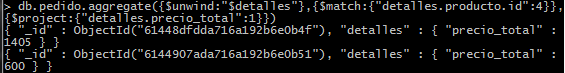 > db.pedido.aggregate({$unwind:"$detalles"},{$match:{"detalles.producto.id":4}},
{$project:{"detalles.precio_total":1}})
{ "_id" : ObjectId("61448dfdda716a192b6e0b4f"), "detalles" : { "precio_total" :
1405 } }
{ "_id" : ObjectId("6144907ada716a192b6e0b51"), "detalles" : { "precio_total" :
600 } }